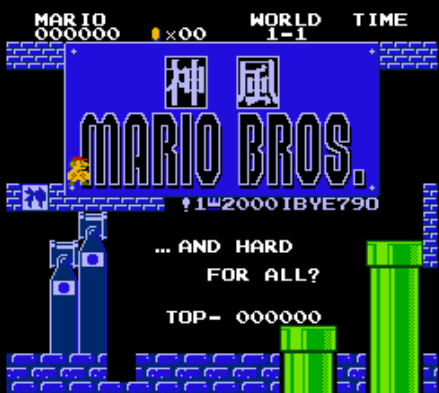 MARIO WORLD TIME
000000 ×00 1-1
神風
MARIO BROS.
2000 IBYE790
... AND HARD
FOR ALL?
TOP- 000000